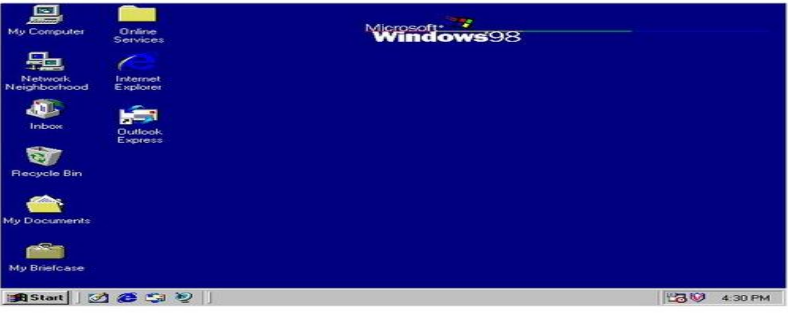 My Computer
Online
Services
Microsoft
Windows98
Network
Neighborhood
Internet
Explorer
Inbox
Outlook
Express
Recycle Bin
My Documents
My Briefcase
Start
4:30 PM